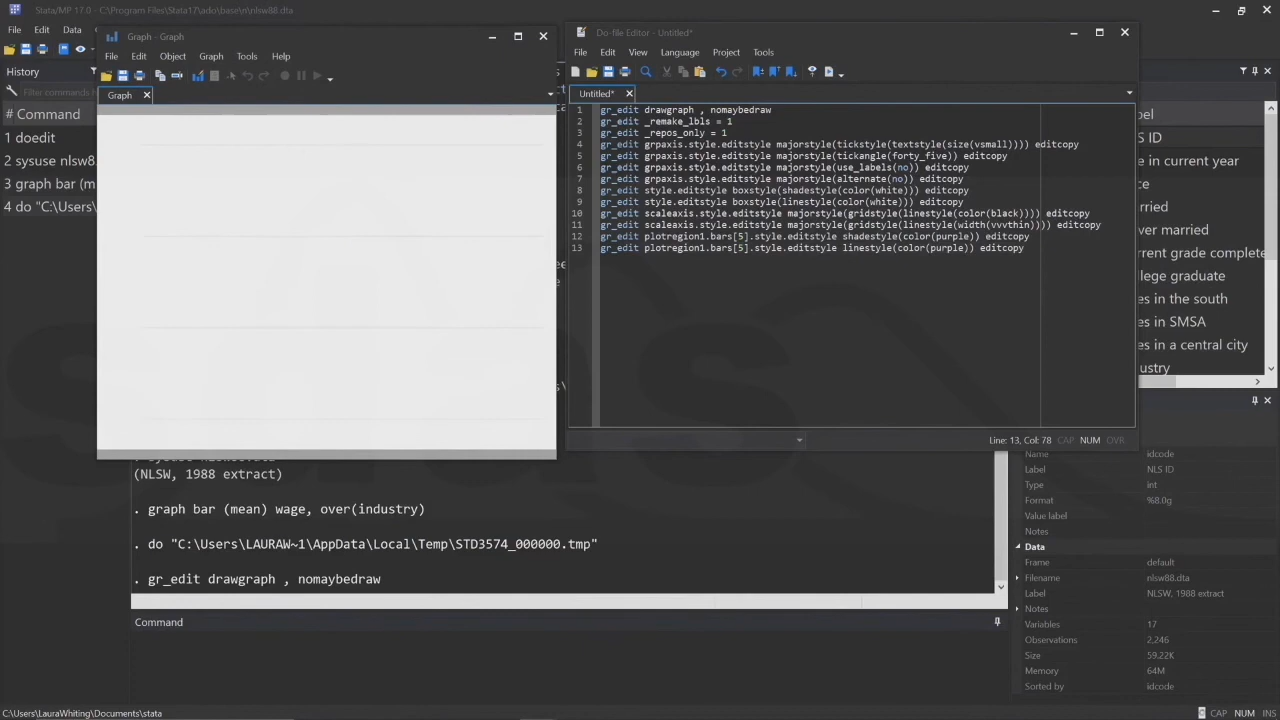 Stata/MP 17.0 - C:\Program Files\Stata17\ado\base\n\nlsw88.dta
File Edit Data
History
Filter commands here
# Command
1 doedit
2 sysuse nlsw8
3 graph bar (m
4 do "C:\Users\
Graph - Graph
File Edit Object Graph Tools Help
Graph
Do-file Editor - Untitled*
File Edit View Language Project Tools
Untitled*
1 gr_edit drawgraph , nomaybedraw
2 gr_edit _remake_lbls = 1
3 gr_edit _repos_only = 1
4 gr_edit grpaxis.style.editstyle majorstyle(tickstyle(textstyle(size(vsmall)))) editcopy
5 gr_edit grpaxis.style.editstyle majorstyle(tickangle(forty_five)) editcopy
6 gr_edit grpaxis.style.editstyle majorstyle(use_labels(no)) editcopy
7 gr_edit grpaxis.style.editstyle majorstyle(alternate(no)) editcopy
8 gr_edit style.editstyle boxstyle(shadestyle(color(white))) editcopy
9 gr_edit style.editstyle boxstyle(linestyle(color(white))) editcopy
10 gr_edit scaleaxis.style.editstyle majorstyle(gridstyle(linestyle(color(black)))) editcopy
11 gr_edit scaleaxis.style.editstyle majorstyle(gridstyle(linestyle(width(vvvthin)))) editcopy
12 gr_edit plotregion1.bars[5].style.editstyle shadestyle(color(purple)) editcopy
13 gr_edit plotregion1.bars[5].style.editstyle linestyle(color(purple)) editcopy
Line: 13, Col: 78 CAP NUM OVR
el
S ID
e in current year
ce
rried
ver married
rrent grade complete
llege graduate
es in the south
es in SMSA
es in a central city
ustry
(NLSW, 1988 extract)
. graph bar (mean) wage, over(industry)
. do "C:\Users\LAURAW~1\AppData\Local\Temp\STD3574_000000.tmp"
. gr_edit drawgraph , nomaybedraw
Command
Name idcode
Label NLS ID
Type int
Format %8.0g
Value label
Notes
Data
Frame default
Filename nlsw88.dta
Label NLSW, 1988 extract
Notes
Variables 17
Observations 2,246
Size 59.22K
Memory 64M
Sorted by idcode
C:\Users\LauraWhiting\Documents\stata
CAP NUM INS